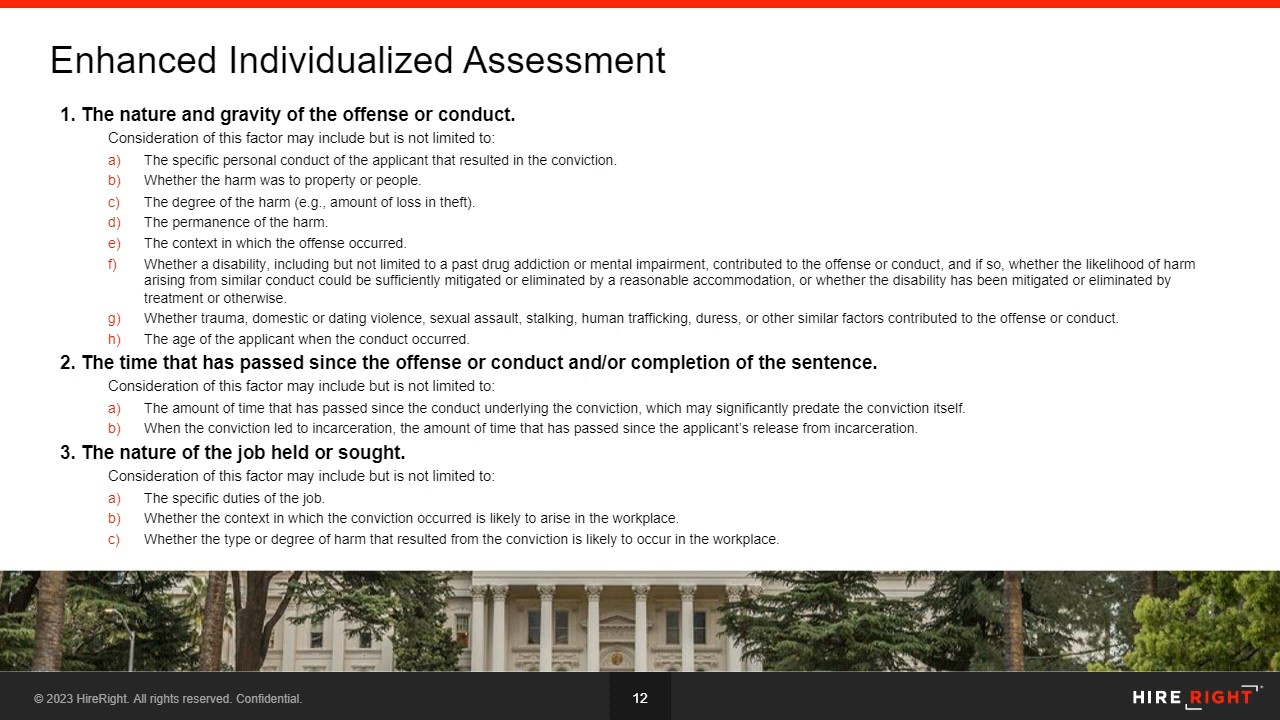 Enhanced Individualized Assessment
1. The nature and gravity of the offense or conduct.
Consideration of this factor may include but is not limited to:
a) The specific personal conduct of the applicant that resulted in the conviction.
b) Whether the harm was to property or people.
c) The degree of the harm (e.g., amount of loss in theft).
d) The permanence of the harm.
e) The context in which the offense occurred.
f) Whether a disability, including but not limited to a past drug addiction or mental impairment, contributed to the offense or conduct, and if so, whether the likelihood of harm
arising from similar conduct could be sufficiently mitigated or eliminated by a reasonable accommodation, or whether the disability has been mitigated or eliminated by
treatment or otherwise.
g) Whether trauma, domestic or dating violence, sexual assault, stalking, human trafficking, duress, or other similar factors contributed to the offense or conduct.
h) The age of the applicant when the conduct occurred.
2. The time that has passed since the offense or conduct and/or completion of the sentence.
Consideration of this factor may include but is not limited to:
a) The amount of time that has passed since the conduct underlying the conviction, which may significantly predate the conviction itself.
b) When the conviction led to incarceration, the amount of time that has passed since the applicant's release from incarceration.
3. The nature of the job held or sought.
Consideration of this factor may include but is not limited to:
a) The specific duties of the job.
b) Whether the context in which the conviction occurred is likely to arise in the workplace.
c) Whether the type or degree of harm that resulted from the conviction is likely to occur in the workplace.
© 2023 HireRight. All rights reserved. Confidential.
12
HIRE RIGHT